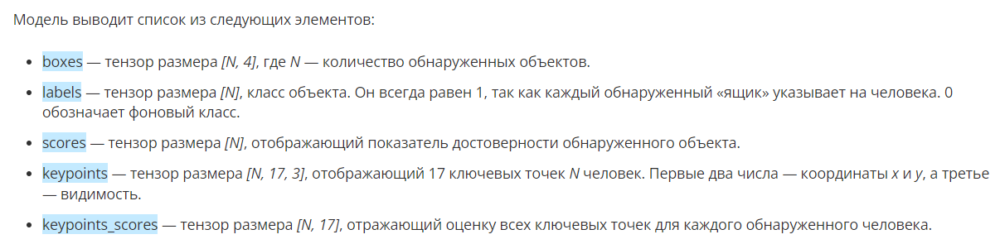 Модель выводит список из следующих элементов:
• boxes — тензор размера [N, 4], где N — количество обнаруженных объектов.
• labels — тензор размера [N], класс объекта. Он всегда равен 1, так как каждый обнаруженный «ящик» указывает на человека. 0
обозначает фоновый класс.
• scores — тензор размера [N], отображающий показатель достоверности обнаруженного объекта.
• keypoints — тензор размера [N, 17, 3], отображающий 17 ключевых точек N человек. Первые два числа — координаты x и y, а третье
— видимость.
• keypoints_scores — тензор размера [N, 17], отражающий оценку всех ключевых точек для каждого обнаруженного человека.